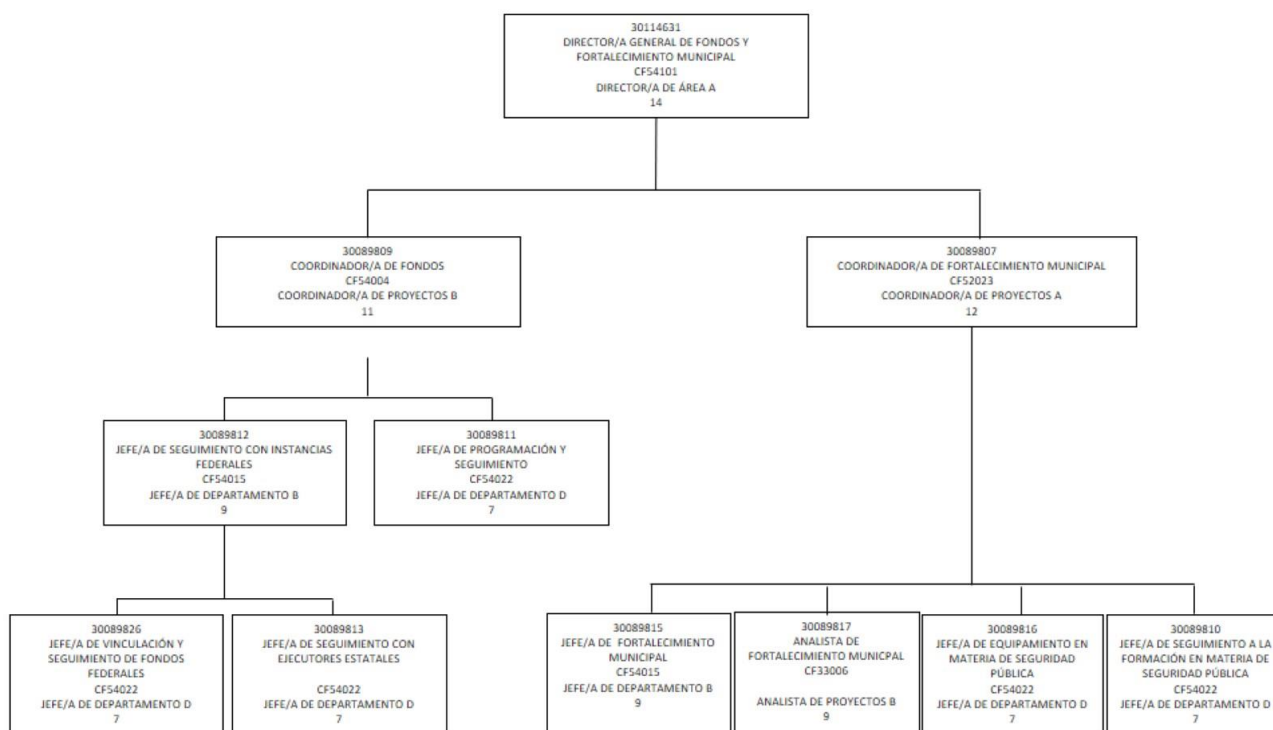 30114631
DIRECTOR/A GENERAL DE FONDOS Y
FORTALECIMIENTO MUNICIPAL
CF54101
DIRECTOR/A DE ÁREA A
14
30089809
COORDINADOR/A DE FONDOS
CF54004
COORDINADOR/A DE PROYECTOS B
11
30089807
COORDINADOR/A DE FORTALECIMIENTO MUNICIPAL
CF52023
COORDINADOR/A DE PROYECTOS A
12
30089812
JEFE/A DE SEGUIMIENTO CON INSTANCIAS
FEDERALES
CF54015
JEFE/A DE DEPARTAMENTO B
9
30089811
JEFE/A DE PROGRAMACIÓN Y
SEGUIMIENTO
CF54022
JEFE/A DE DEPARTAMENTO D
7
30089826
JEFE/A DE VINCULACIÓN Y
SEGUIMIENTO DE FONDOS
FEDERALES
CF54022
JEFE/A DE DEPARTAMENTO D
7
30089813
JEFE/A DE SEGUIMIENTO CON
EJECUTORES ESTATALES
CF54022
JEFE/A DE DEPARTAMENTO D
7
30089815
JEFE/A DE FORTALECIMIENTO
MUNICIPAL
CF54015
JEFE/A DE DEPARTAMENTO B
9
30089817
ANALISTA DE
FORTALECIMIENTO MUNICPAL
CF33006
ANALISTA DE PROYECTOS B
9
30089816
JEFE/A DE EQUIPAMIENTO EN
MATERIA DE SEGURIDAD
PÚBLICA
CF54022
JEFE/A DE DEPARTAMENTO D
7
30089810
JEFE/A DE SEGUIMIENTO A LA
FORMACIÓN EN MATERIA DE
SEGURIDAD PÚBLICA
CF54022
JEFE/A DE DEPARTAMENTO D
7